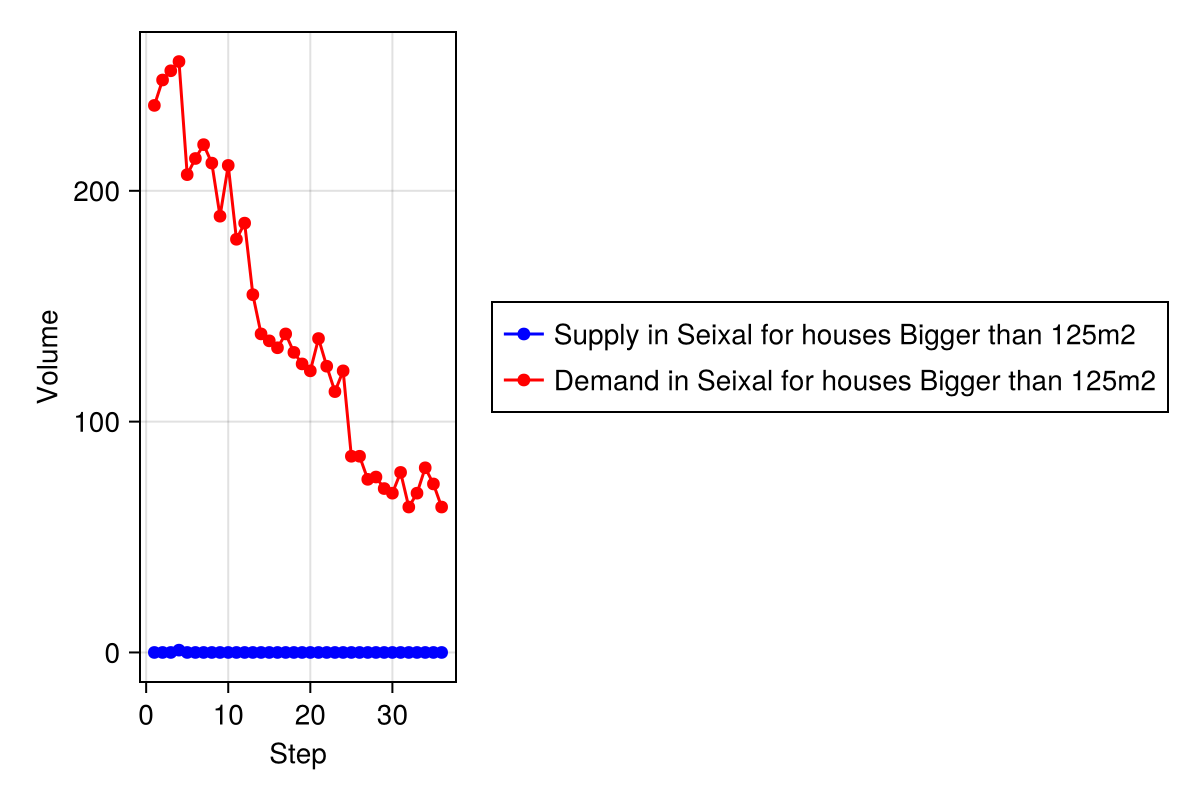 Volume
200
100
0
0 10 20 30
Step
Supply in Seixal for houses Bigger than 125m2
Demand in Seixal for houses Bigger than 125m2